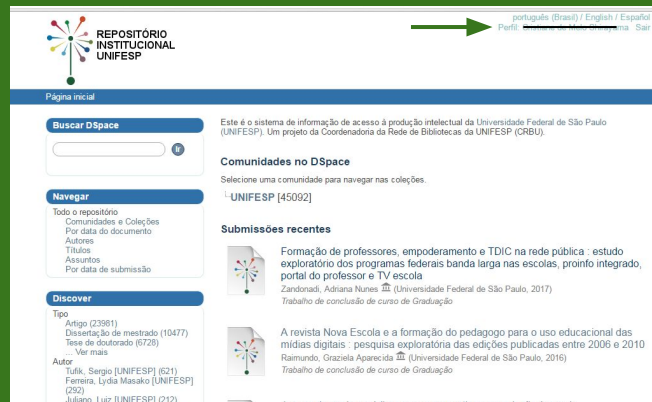 português (Brasil) / English / Español
Perfil: Cristiane de Melo Shirayama Sair
REPOSITÓRIO
INSTITUCIONAL
UNIFESP
Página inicial
Buscar DSpace
Ir
Navegar
Todo o repositório
Comunidades e Coleções
Por data do documento
Autores
Títulos
Assuntos
Por data de submissão
Discover
Tipo
Artigo (23981)
Dissertação de mestrado (10477)
Tese de doutorado (6728)
... Ver mais
Autor
Tufik, Sergio [UNIFESP] (621)
Ferreira, Lydia Masako [UNIFESP]
(292)
Juliano, Luiz [UNIFESP] (212)
Este é o sistema de informação de acesso á produção intelectual da Universidade Federal de São Paulo
(UNIFESP). Um projeto da Coordenadoria da Rede de Bibliotecas da UNIFESP (CRBU).
Comunidades no DSpace
Selecione uma comunidade para navegar nas coleções.
UNIFESP [45092]
Submissões recentes
Formação de professores, empoderamento e TDIC na rede pública : estudo
exploratório dos programas federais banda larga nas escolas, proinfo integrado,
portal do professor e TV escola
Zandonadi, Adriana Nunes (Universidade Federal de São Paulo, 2017)
Trabalho de conclusão de curso de Graduação
A revista Nova Escola e a formação do pedagogo para o uso educacional das
mídias digitais : pesquisa exploratória das edições publicadas entre 2006 e 2010
Raimundo, Graziela Aparecida (Universidade Federal de São Paulo, 2016)
Trabalho de conclusão de curso de Graduação